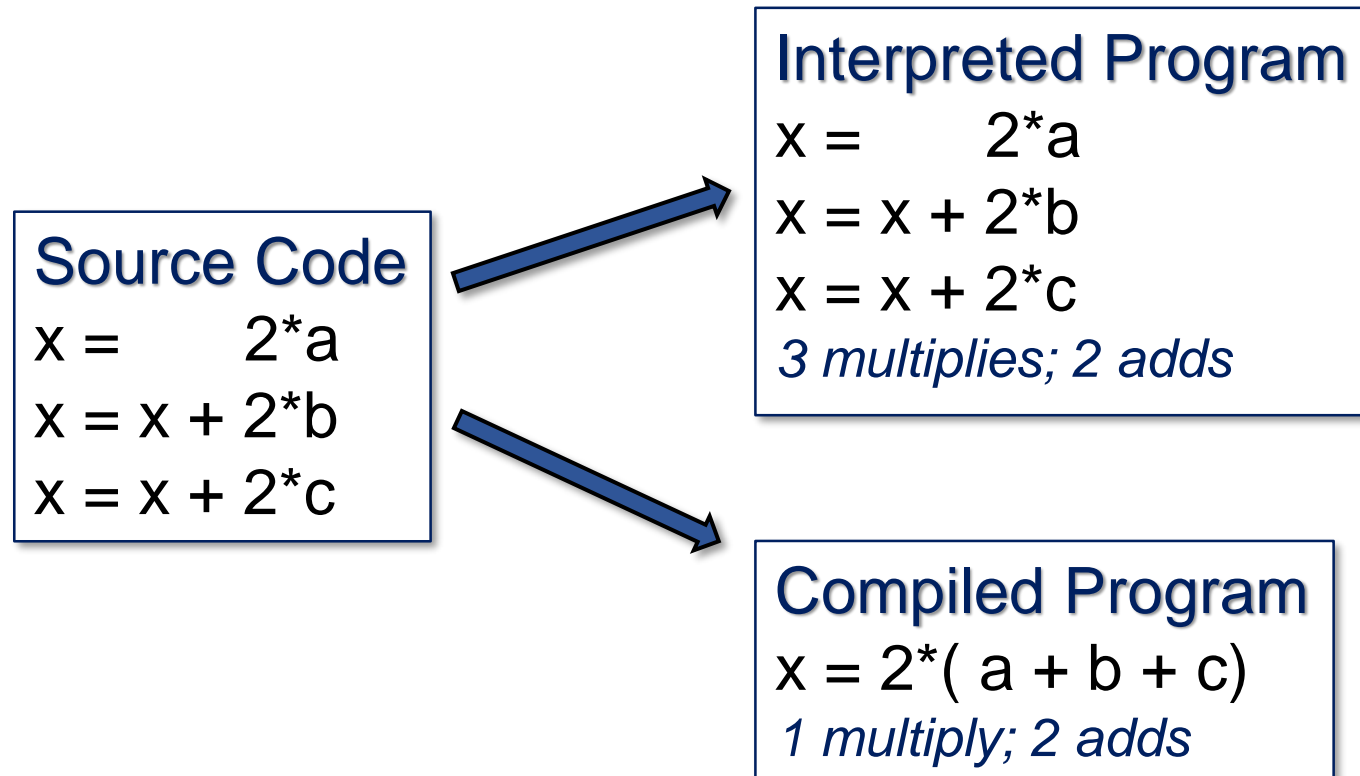 Source Code
x =       2*a
x = x + 2*b
x = x + 2*c
Interpreted Program
x =       2*a
x = x + 2*b
x = x + 2*c
3 multiplies; 2 adds
Compiled Program
x = 2*( a + b + c)
1 multiply; 2 adds